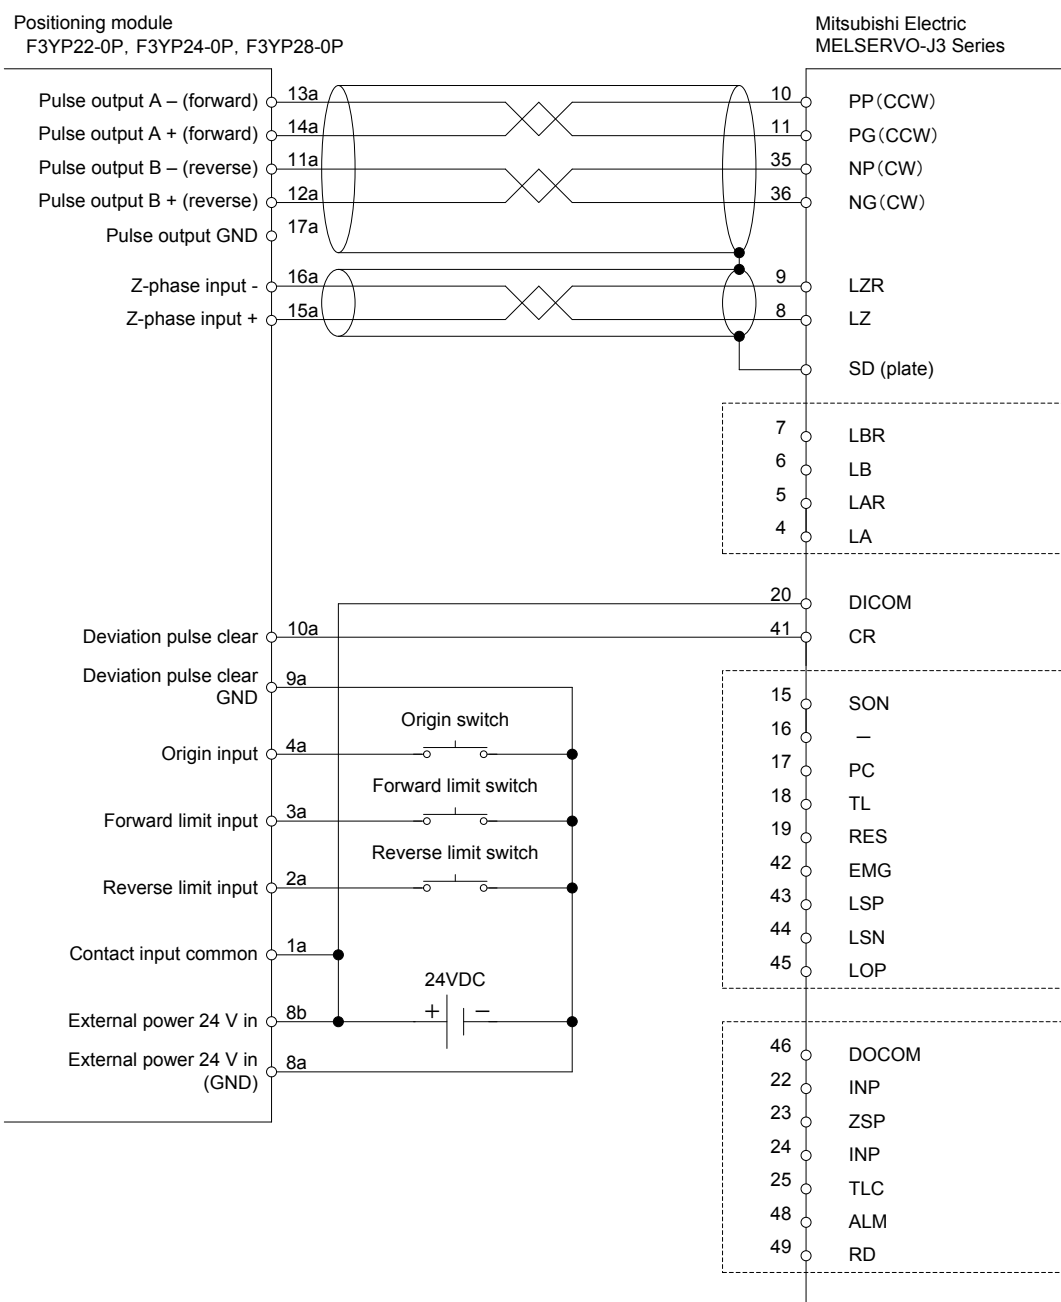 Positioning module
F3YP22-0P, F3YP24-0P, F3YP28-0P
Mitsubishi Electric
MELSERVO-J3 Series
Pulse output A – (forward) 13a 10 PP(CCW)
Pulse output A + (forward) 14a 11 PG(CCW)
Pulse output B – (reverse) 11a 35 NP(CW)
Pulse output B + (reverse) 12a 36 NG(CW)
Pulse output GND 17a
Z-phase input - 16a 9 LZR
Z-phase input + 15a 8 LZ
SD (plate)
7 LBR
6 LB
5 LAR
4 LA
20 DICOM
Deviation pulse clear 10a 41 CR
Deviation pulse clear
GND 9a
15 SON
Origin switch
16 –
Origin input 4a
17 PC
Forward limit switch
18 TL
Forward limit input 3a
19 RES
Reverse limit switch
42 EMG
Reverse limit input 2a
43 LSP
44 LSN
Contact input common 1a
45 LOP
24VDC
+ –
External power 24 V in 8b
External power 24 V in
(GND) 8a
46 DOCOM
22 INP
23 ZSP
24 INP
25 TLC
48 ALM
49 RD